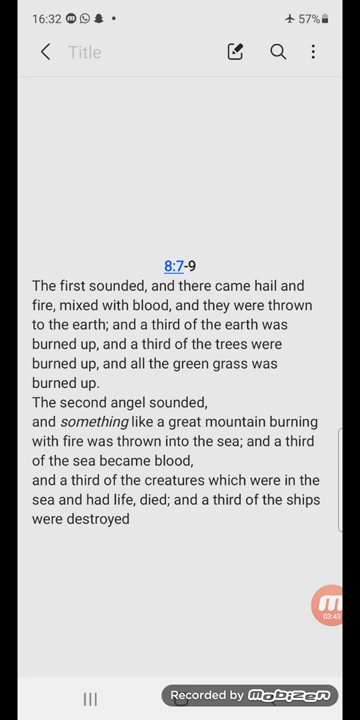 16:32 57%
Title
8:7-9
The first sounded, and there came hail and
fire, mixed with blood, and they were thrown
to the earth; and a third of the earth was
burned up, and a third of the trees were
burned up, and all the green grass was
burned up.
The second angel sounded,
and something like a great mountain burning
with fire was thrown into the sea; and a third
of the sea became blood,
and a third of the creatures which were in the
sea and had life, died; and a third of the ships
were destroyed
03:43
Recorded by mobizen